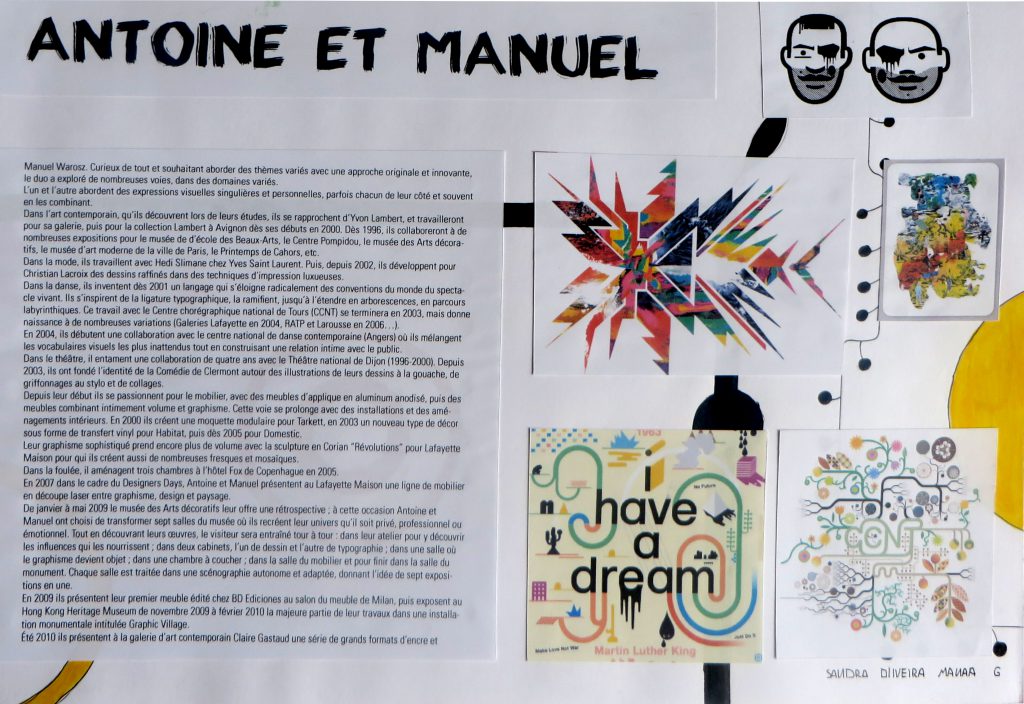 ANTOINE ET MANUEL
Manuel Warosz. Curieux de tout et souhaitant aborder des thèmes variés avec une approche originale et innovante,
le duo a exploré de nombreuses voies, dans des domaines variés.
L'un et l'autre abordent des expressions visuelles singulières et personnelles, parfois chacun de leur côté et souvent
en les combinant.
Dans l'art contemporain, qu'ils découvrent lors de leurs études, ils se rapprochent d'Yvon Lambert, et travailleront
pour sa galerie, puis pour la collection Lambert à Avignon dès ses débuts en 2000. Dès 1996, ils collaboreront à de
nombreuses expositions pour le musée de d'école des Beaux-Arts, le Centre Pompidou, le musée des Arts décora-
tifs, le musée d'art moderne de la ville de Paris, le Printemps de Cahors, etc.
Dans la mode, ils travaillent avec Hedi Slimane chez Yves Saint Laurent. Puis, depuis 2002, ils développent pour
Christian Lacroix des dessins raffinés dans des techniques d'impression luxueuses.
Dans la danse, ils inventent dès 2001 un langage qui s'éloigne radicalement des conventions du monde du specta-
cle vivant. Ils s'inspirent de la ligature typographique, la ramifient, jusqu'à l'étendre en arborescences, en parcours
labyrinthiques. Ce travail avec le Centre chorégraphique national de Tours (CCNT) se terminera en 2003, mais donne
naissance à de nombreuses variations (Galeries Lafayette en 2004, RATP et Larousse en 2006…).
En 2004, ils débutent une collaboration avec le centre national de danse contemporaine (Angers) où ils mélangent
les vocabulaires visuels les plus inattendus tout en construisant une relation intime avec le public.
Dans le théâtre, il entament une collaboration de quatre ans avec le Théâtre national de Dijon (1996-2000). Depuis
2003, ils ont fondé l'identité de la Comédie de Clermont autour des illustrations de leurs dessins à la gouache, de
griffonnages au stylo et de collages.
Depuis leur début ils se passionnent pour le mobilier, avec des meubles d'applique en aluminum anodisé, puis des
meubles combinant intimement volume et graphisme. Cette voie se prolonge avec des installations et des amé-
nagements intérieurs. En 2000 ils créent une moquette modulaire pour Tarkett, en 2003 un nouveau type de décor
sous forme de transfert vinyl pour Habitat, puis dès 2005 pour Domestic.
Leur graphisme sophistiqué prend encore plus de volume avec la sculpture en Corian "Révolutions" pour Lafayette
Maison pour qui ils créent aussi de nombreuses fresques et mosaïques.
Dans la foulée, il aménagent trois chambres à l'hôtel Fox de Copenhague en 2005.
En 2007 dans le cadre du Designers Days, Antoine et Manuel présentent au Lafayette Maison une ligne de mobilier
en découpe laser entre graphisme, design et paysage.
De janvier à mai 2009 le musée des Arts décoratifs leur offre une rétrospective ; à cette occasion Antoine et
Manuel ont choisi de transformer sept salles du musée où ils recréent leur univers qu'il soit privé, professionnel ou
émotionnel. Tout en découvrant leurs œuvres, le visiteur sera entraîné tour à tour : dans leur atelier pour y découvrir
les influences qui les nourrissent ; dans deux cabinets, l'un de dessin et l'autre de typographie ; dans une salle où
le graphisme devient objet ; dans une chambre à coucher ; dans la salle du mobilier et pour finir dans la salle du
monument. Chaque salle est traitée dans une scénographie autonome et adaptée, donnant l'idée de sept exposi-
tions en une.
En 2009 ils présentent leur premier meuble édité chez BD Ediciones au salon du meuble de Milan, puis exposent au
Hong Kong Heritage Museum de novembre 2009 à février 2010 la majeure partie de leur travaux dans une installa-
tion monumentale intitulée Graphic Village.
Été 2010 ils présentent à la galerie d'art contemporain Claire Gastaud une série de grands formats d'encre et
1963
i
have
a
dream
No Future
Make Love Not War
Just Do It
Martin Luther King
CCNT
SANDRA OLIVEIRA MANAA G